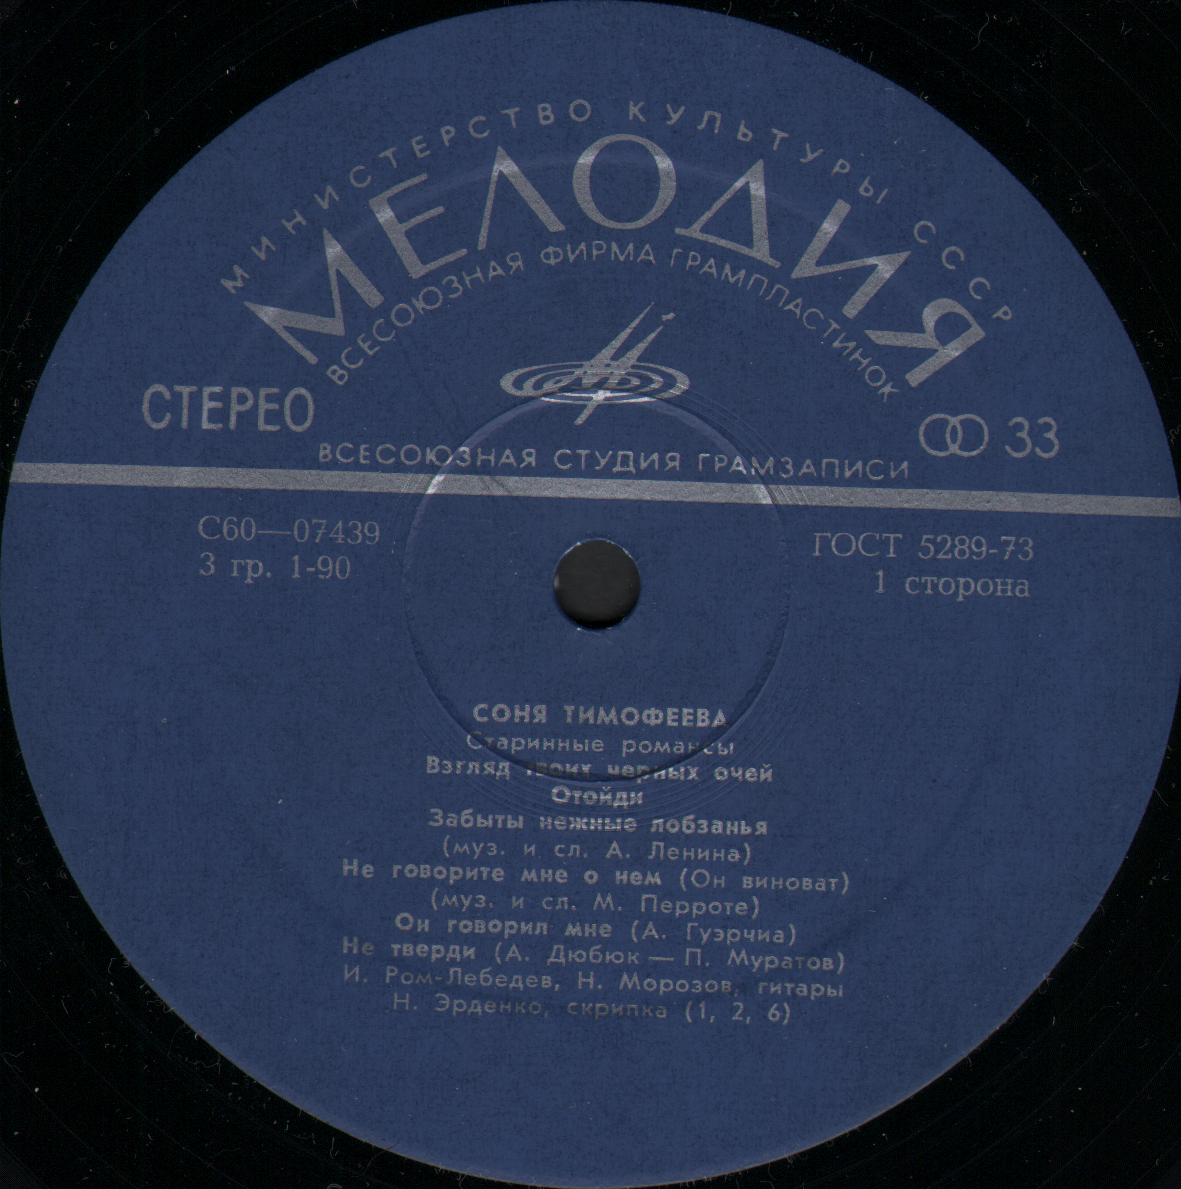 МИНИСТЕРСТВО КУЛЬТУРЫ СССР
МЕЛОДИЯ
ВСЕСОЮЗНАЯ ФИРМА ГРАМПЛАСТИНОК
СТЕРЕО
33
ВСЕСОЮЗНАЯ СТУДИЯ ГРАМЗАПИСИ
С60—07439
ГОСТ 5289-73
3 гр. 1-90
1 сторона
СОНЯ ТИМОФЕЕВА
Старинные романсы
Взгляд твоих черных очей
Отойди
Забыты нежные лобзанья
(муз. и сл. А. Ленина)
Не говорите мне о нем (Он виноват)
(муз. и сл. М. Перроте)
Он говорил мне (А. Гуэрчиа)
Не тверди (А. Дюбюк — П. Муратов)
И. Ром-Лебедев, Н. Морозов, гитары
Н. Эрденко, скрипка (1, 2, 6)